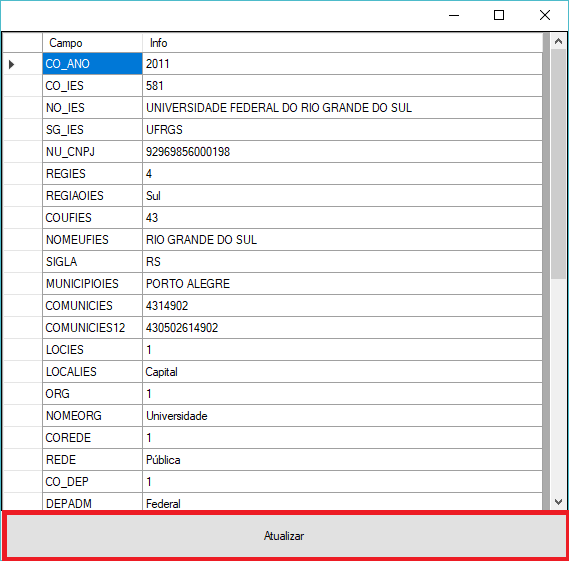 Campo Info
CO_ANO 2011
CO_IES 581
NO_IES UNIVERSIDADE FEDERAL DO RIO GRANDE DO SUL
SG_IES UFRGS
NU_CNPJ 92969856000198
REGIES 4
REGIAOIES Sul
COUFIES 43
NOMEUFIES RIO GRANDE DO SUL
SIGLA RS
MUNICIPIOIES PORTO ALEGRE
COMUNICIES 4314902
COMUNICIES12 430502614902
LOCIES 1
LOCALIES Capital
ORG 1
NOMEORG Universidade
COREDE 1
REDE Pública
CO_DEP 1
DEPADM Federal
Atualizar